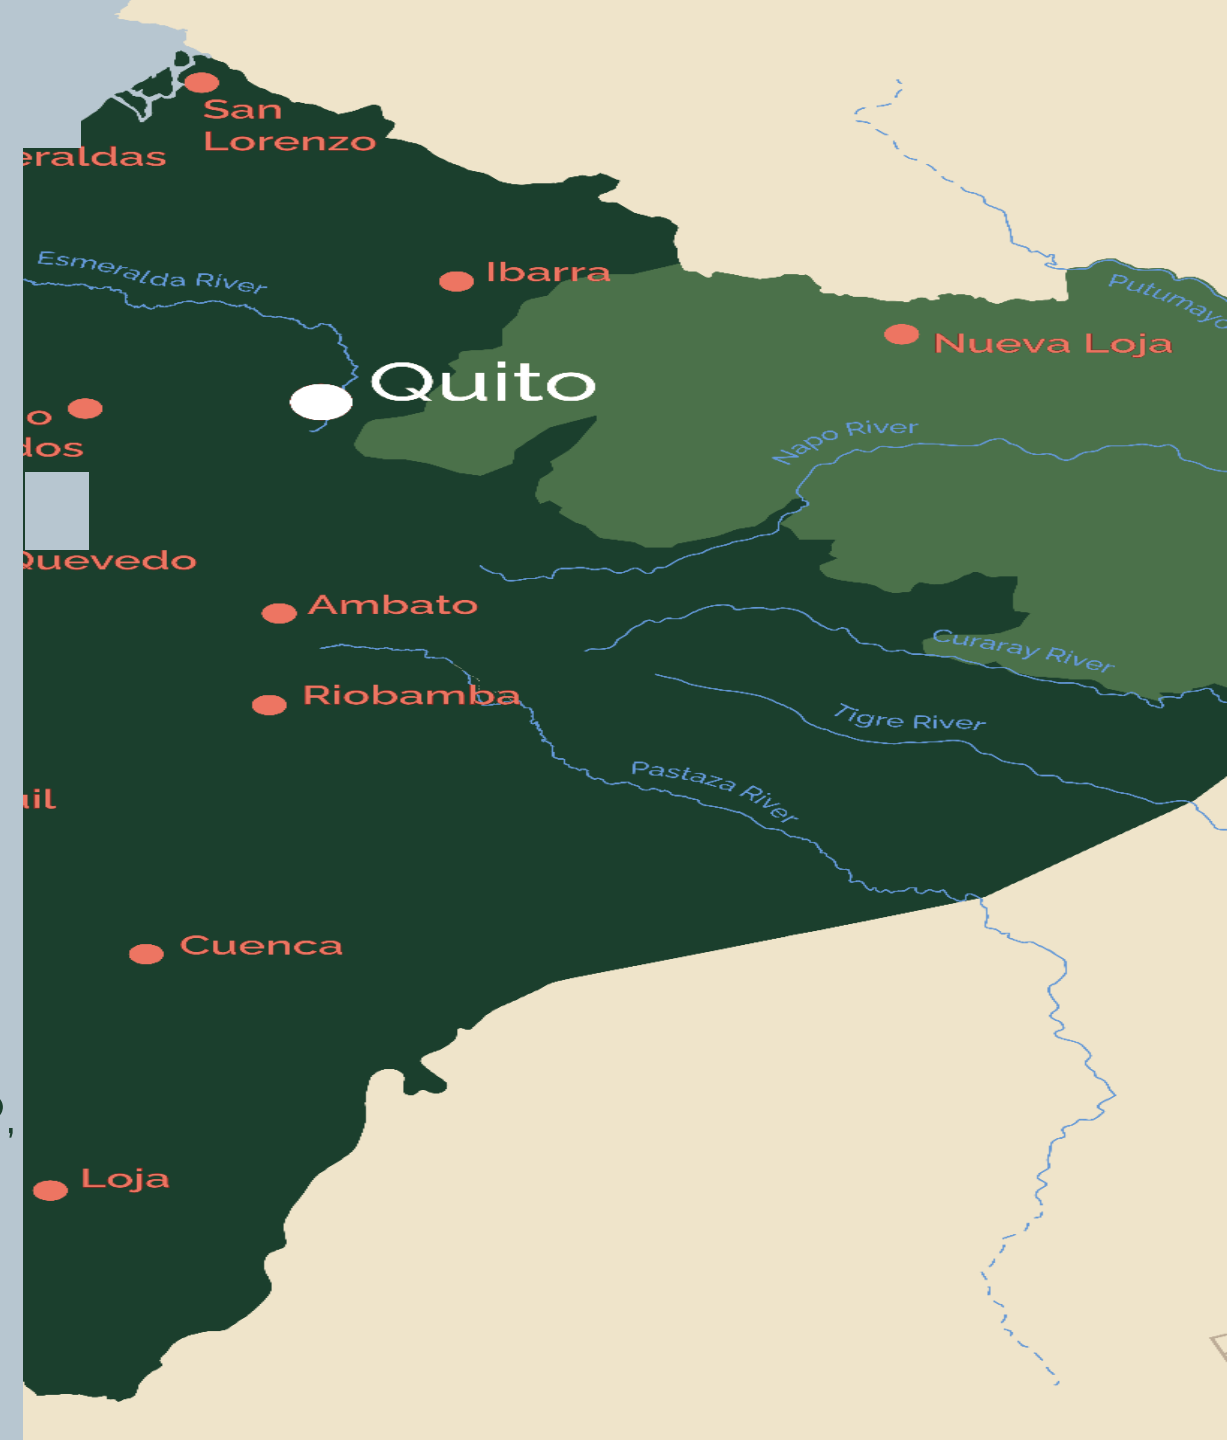 San
Lorenzo
eraldas
Esmeralda River
Ibarra
Putumayo
Nueva Loja
Quito
o
dos
Napo River
Quevedo
Ambato
Curaray River
Riobamba
Tigre River
Pastaza River
il
Cuenca
,
Loja